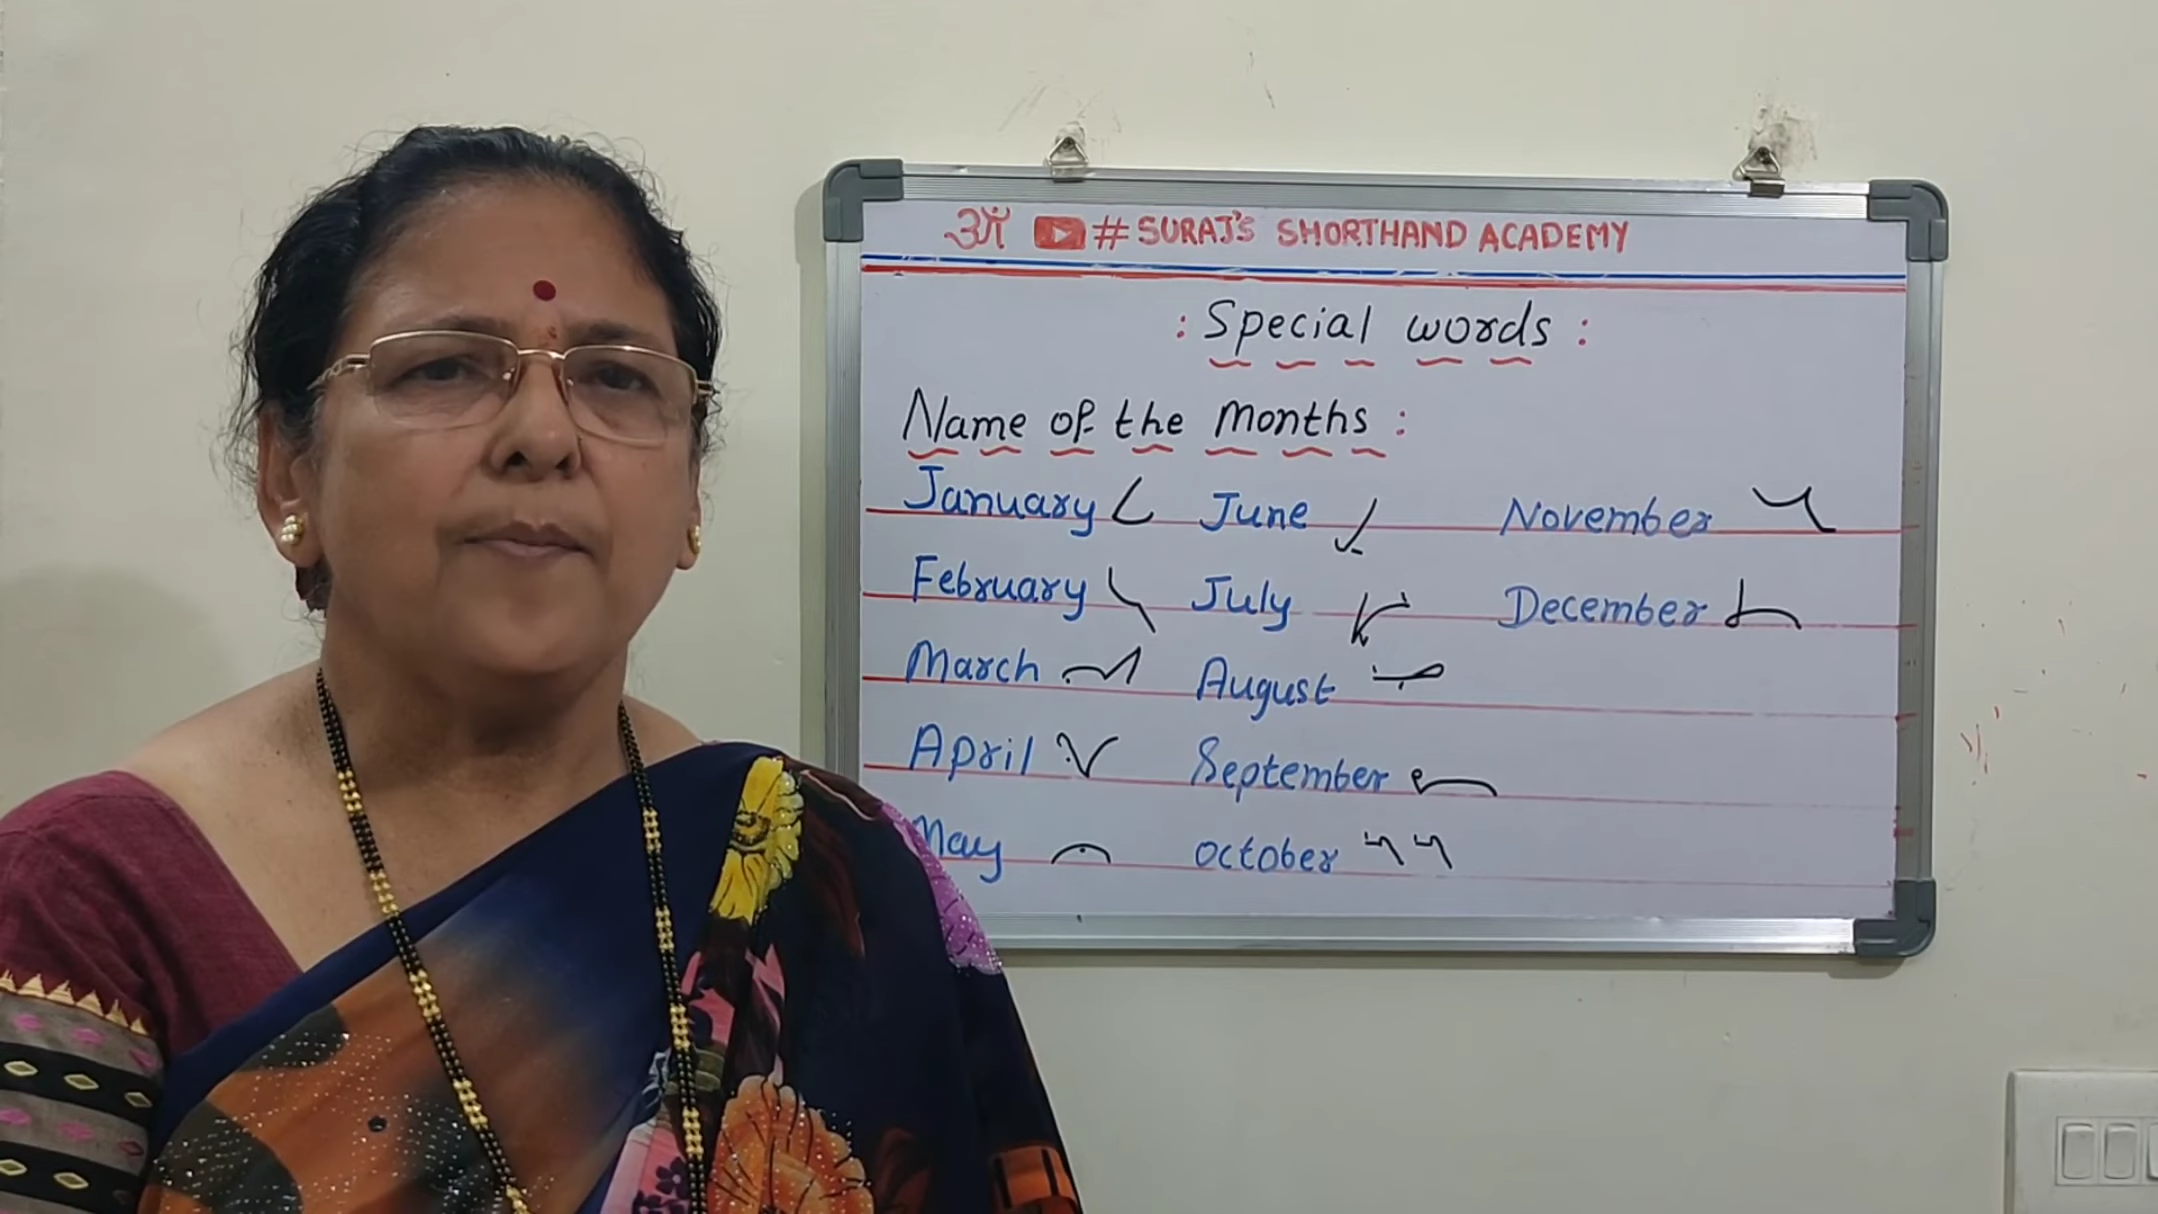 ॐ # SURAJ'S SHORTHAND ACADEMY
: Special words :
Name of the months :
January June November
February July December
March August
April September
May October